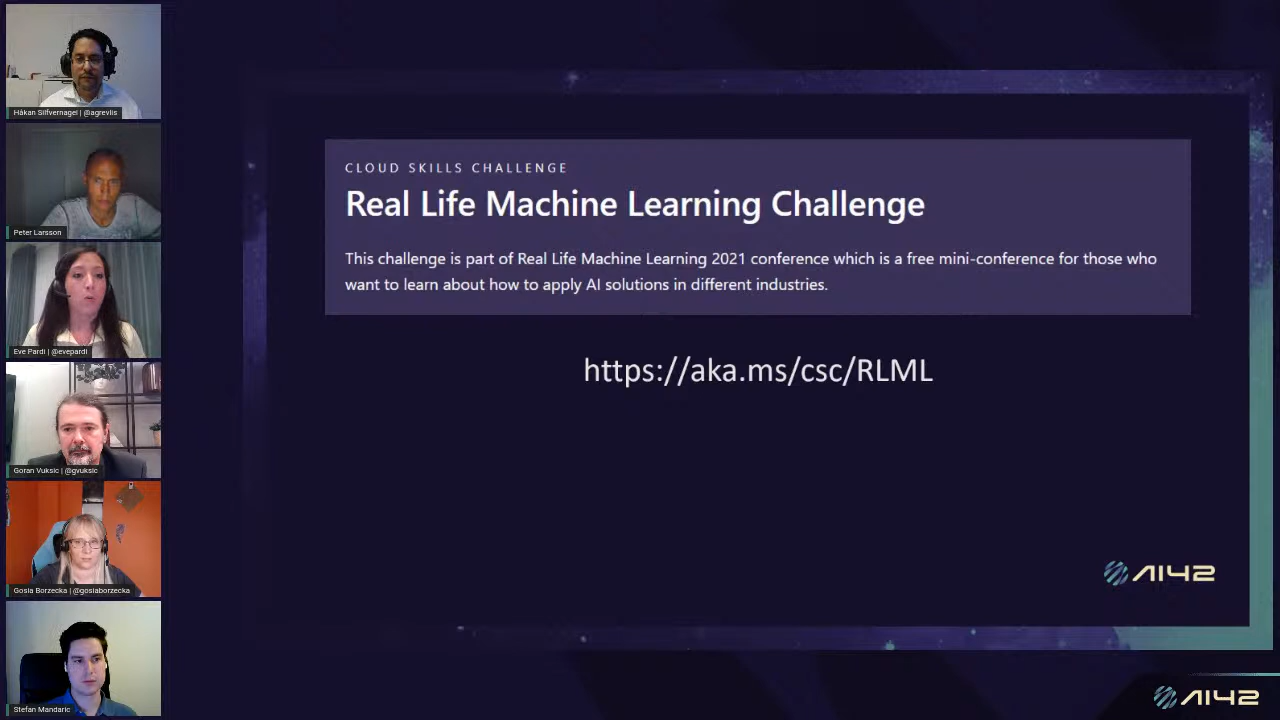 Håkan Silfvernagel | @agrevlis
Peter Larsson
Eve Pardi | @evepardi
Goran Vuksic | @gvuksic
Gosia Borzecka | @gosiaborzecka
Stefan Mandaric
CLOUD SKILLS CHALLENGE
Real Life Machine Learning Challenge
This challenge is part of Real Life Machine Learning 2021 conference which is a free mini-conference for those who
want to learn about how to apply AI solutions in different industries.
https://aka.ms/csc/RLML
AI42
AI42